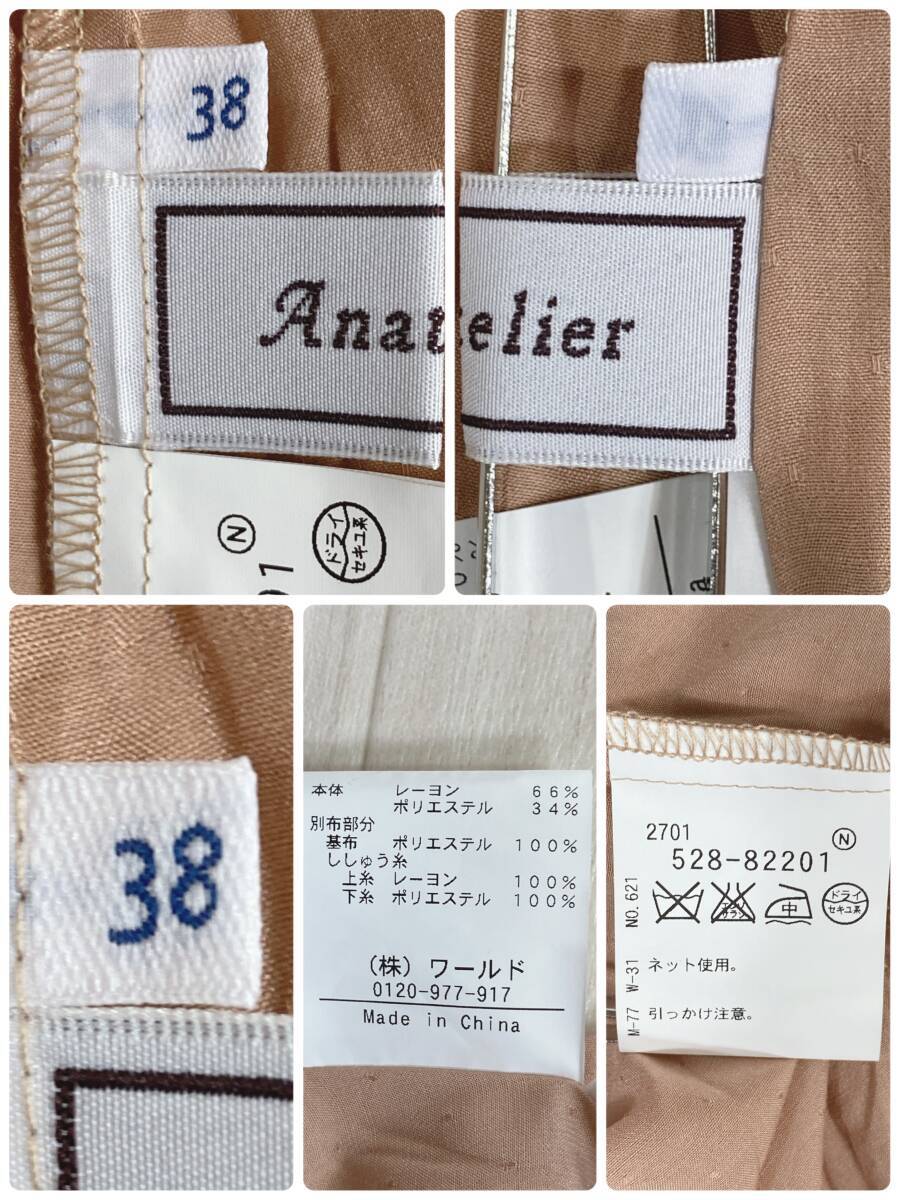 38
Anat
elier
N
ドライ
セキユ系
38
本体 レーヨン 66%
ポリエステル 34%
別布部分
基布 ポリエステル 100%
ししゅう糸
上糸 レーヨン 100%
下糸 ポリエステル 100%
(株) ワールド
0120-977-917
Made in China
2701
N
528-82201
NO.621
中
ドライ
セキユ系
W-31
ネット使用。
M-77
引っかけ注意。